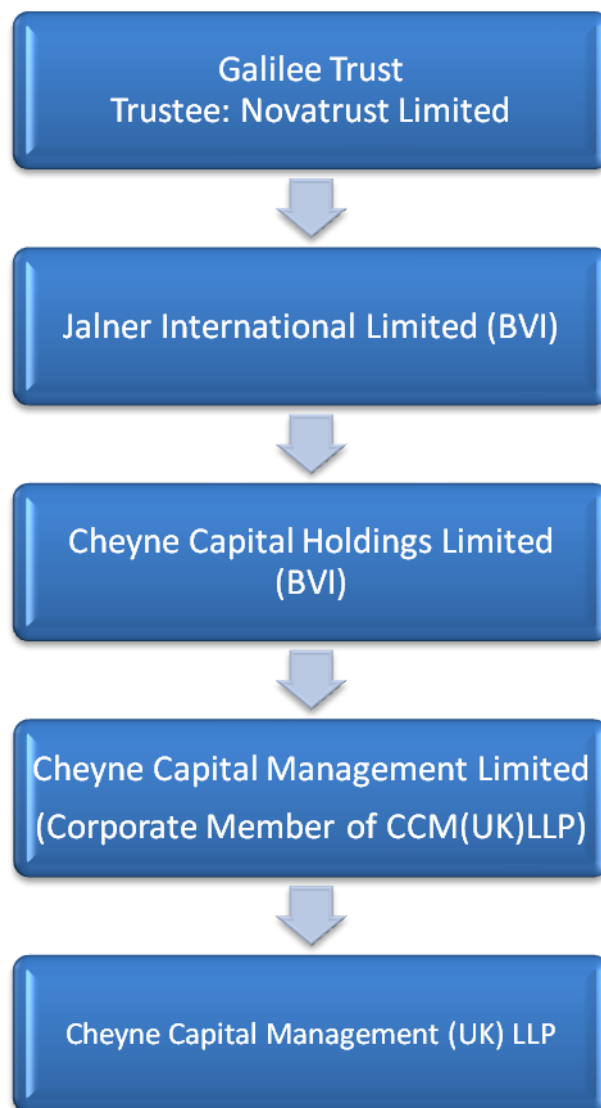 Galilee Trust
Trustee: Novatrust Limited
Jalner International Limited (BVI)
Cheyne Capital Holdings Limited
(BVI)
Cheyne Capital Management Limited
(Corporate Member of CCM(UK)LLP)
Cheyne Capital Management (UK) LLP